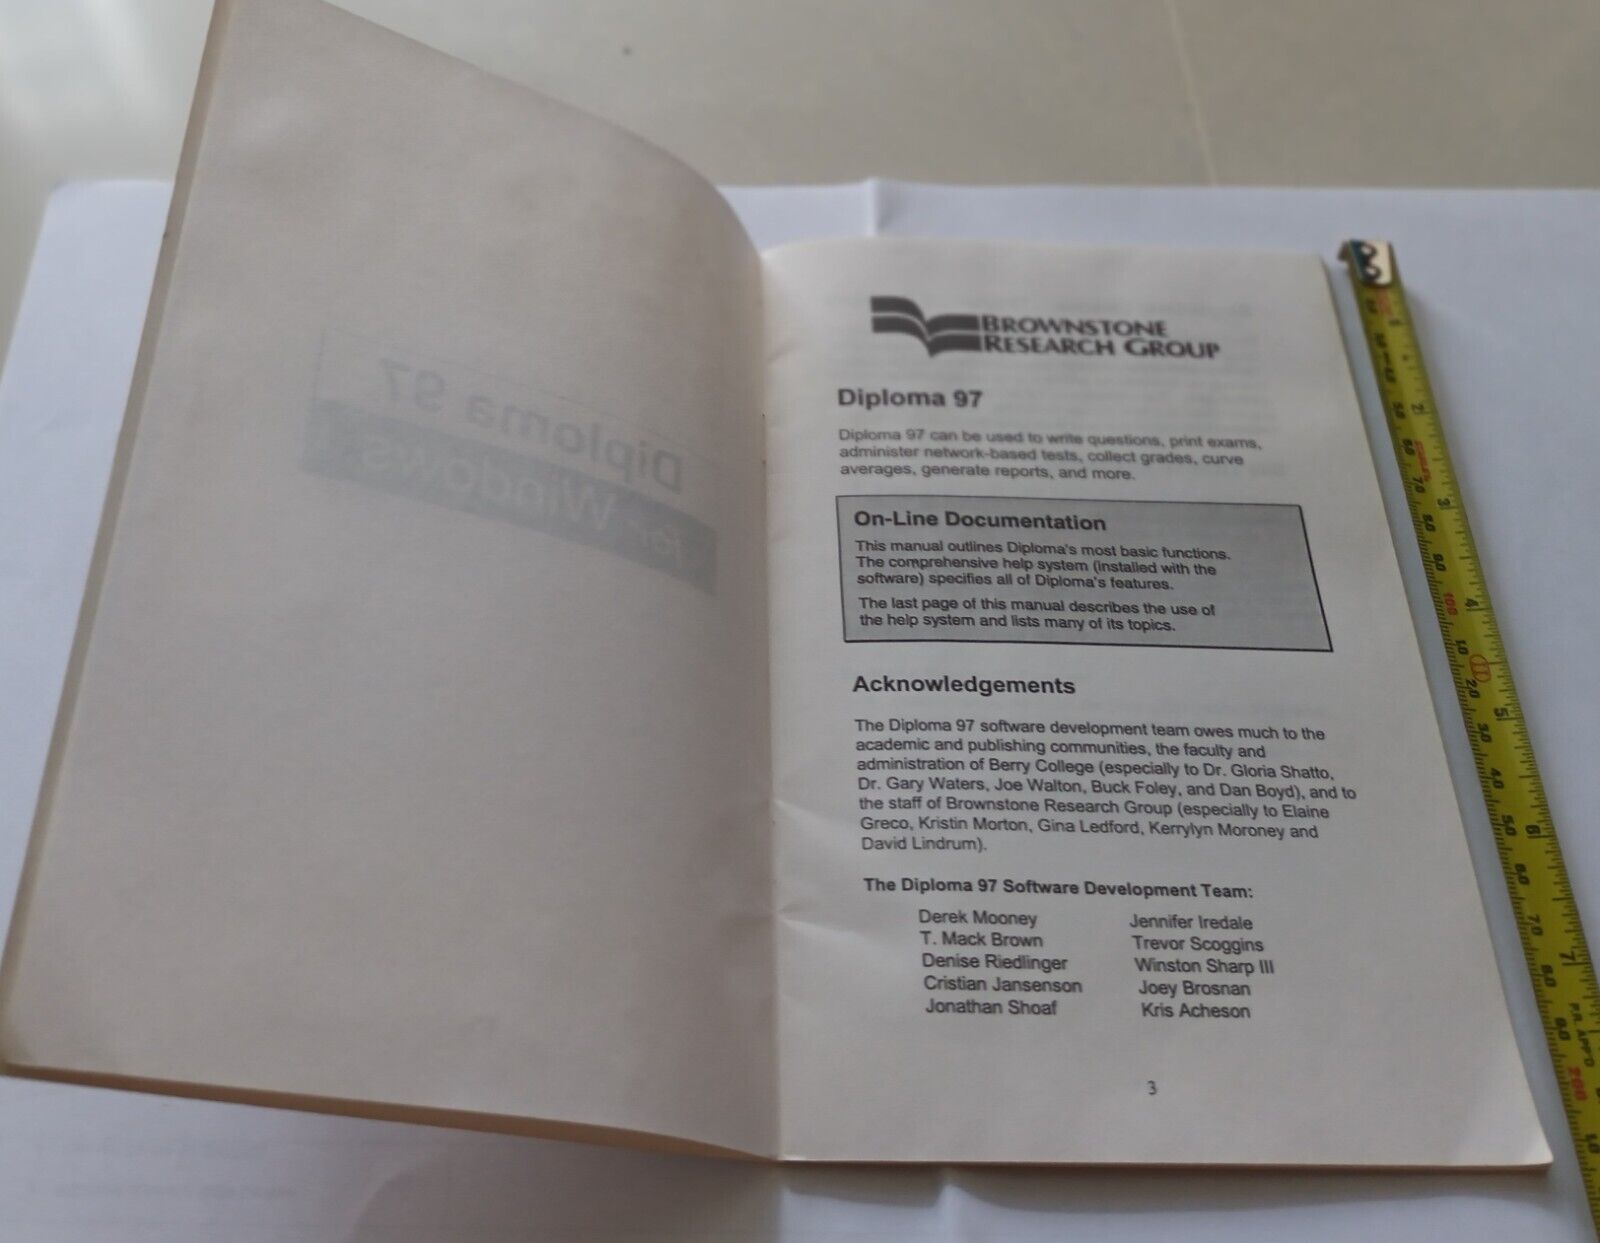 Diploma 97
for Windows
BROWNSTONE
RESEARCH GROUP
Diploma 97
Diploma 97 can be used to write questions, print exams,
administer network-based tests, collect grades, curve
averages, generate reports, and more.
On-Line Documentation
This manual outlines Diploma's most basic functions.
The comprehensive help system (installed with the
software) specifies all of Diploma's features.
The last page of this manual describes the use of
the help system and lists many of its topics.
Acknowledgements
The Diploma 97 software development team owes much to the
academic and publishing communities, the faculty and
administration of Berry College (especially to Dr. Gloria Shatto,
Dr. Gary Waters, Joe Walton, Buck Foley, and Dan Boyd), and to
the staff of Brownstone Research Group (especially to Elaine
Greco, Kristin Morton, Gina Ledford, Kerrylyn Moroney and
David Lindrum).
The Diploma 97 Software Development Team:
Derek Mooney Jennifer Iredale
T. Mack Brown Trevor Scoggins
Denise Riedlinger Winston Sharp III
Cristian Jansenson Joey Brosnan
Jonathan Shoaf Kris Acheson
3